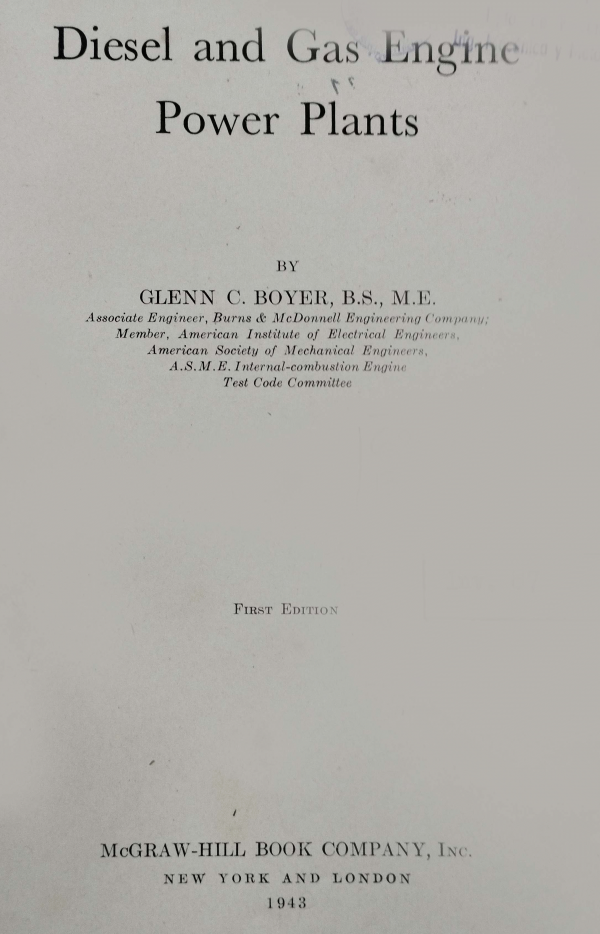 Diesel and Gas Engine
Power Plants
BY
GLENN C. BOYER, B.S., M.E.
Associate Engineer, Burns & McDonnell Engineering Company;
Member, American Institute of Electrical Engineers,
American Society of Mechanical Engineers,
A.S.M.E. Internal-combustion Engine
Test Code Committee
FIRST EDITION
McGRAW-HILL BOOK COMPANY, INC.
NEW YORK AND LONDON
1943